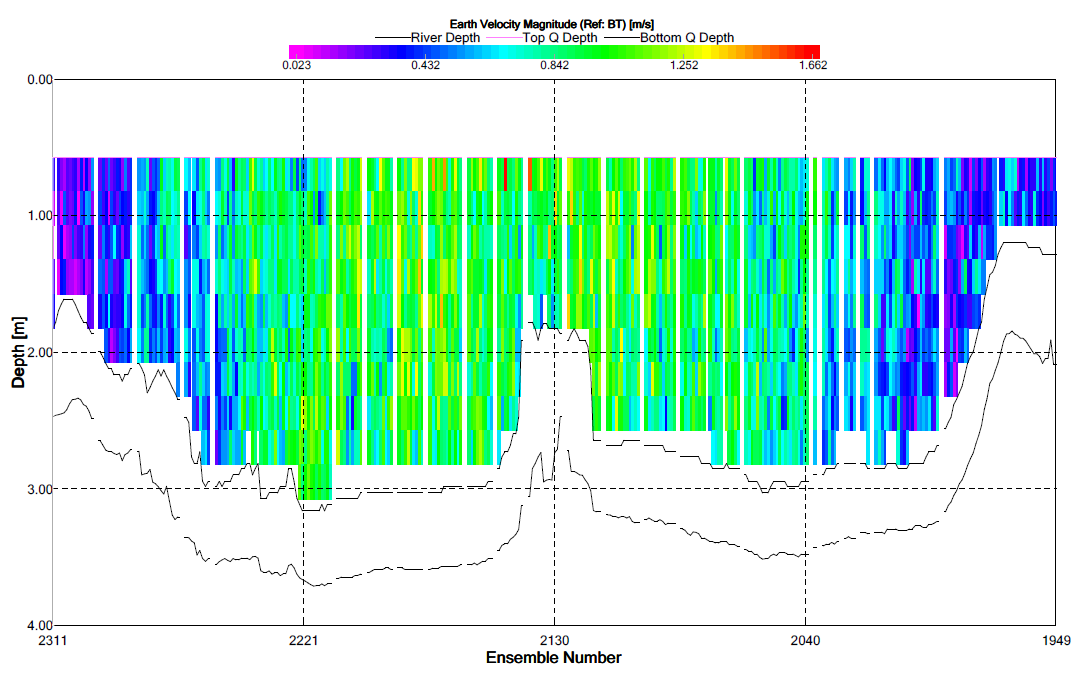 Earth Velocity Magnitude (Ref: BT) [m/s]
River Depth Top Q Depth Bottom Q Depth
0.023 0.432 0.842 1.252 1.662
0.00
1.00
2.00
3.00
4.00
Depth [m]
2311 2221 2130 2040 1949
Ensemble Number